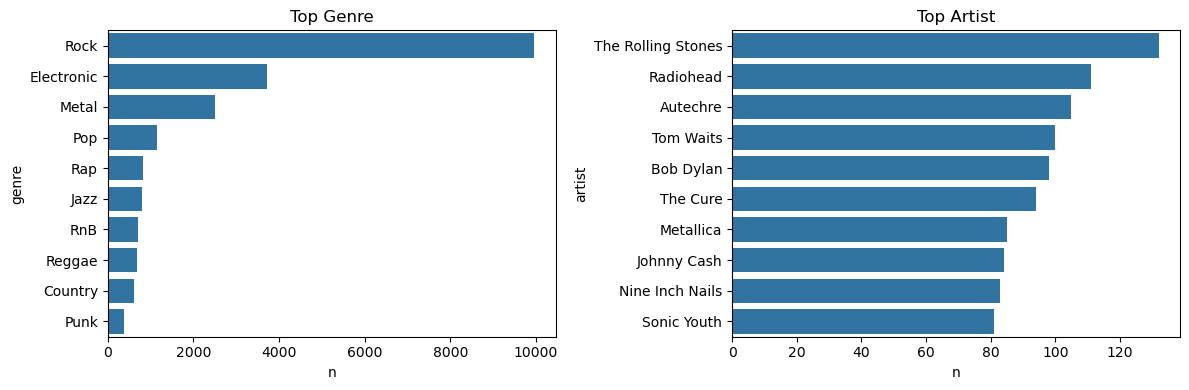 Top Genre
Rock
Electronic
Metal
Pop
Rap
Jazz
RnB
Reggae
Country
Punk
genre
0 2000 4000 6000 8000 10000
n
Top Artist
The Rolling Stones
Radiohead
Autechre
Tom Waits
Bob Dylan
The Cure
Metallica
Johnny Cash
Nine Inch Nails
Sonic Youth
artist
0 20 40 60 80 100 120
n